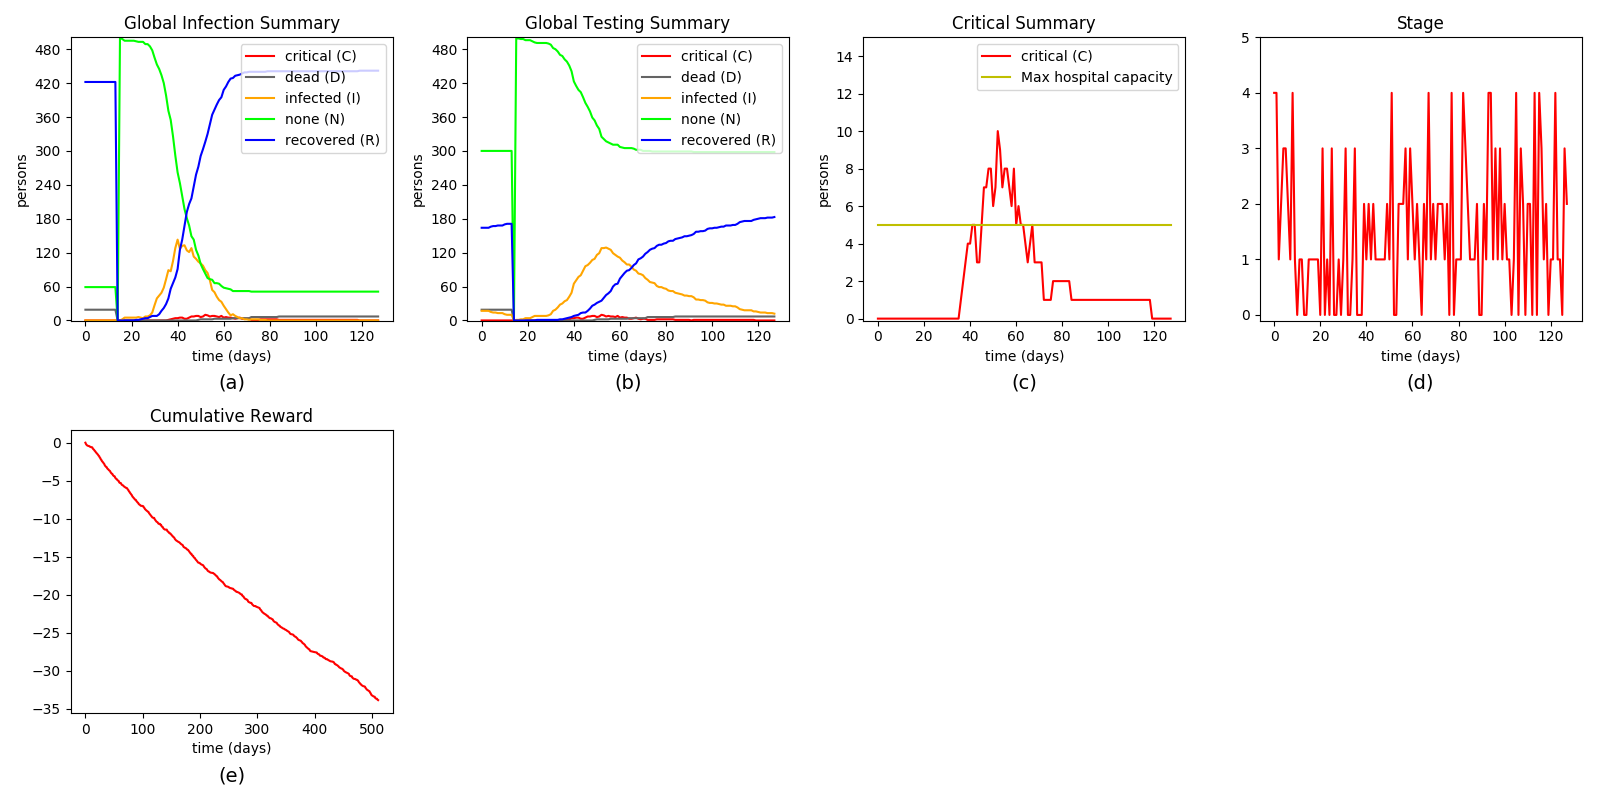 Global Infection Summary
critical (C)
dead (D)
infected (I)
none (N)
recovered (R)
persons
480
420
360
300
240
180
120
60
0
0 20 40 60 80 100 120
time (days)
(a)
Global Testing Summary
critical (C)
dead (D)
infected (I)
none (N)
recovered (R)
persons
480
420
360
300
240
180
120
60
0
0 20 40 60 80 100 120
time (days)
(b)
Critical Summary
critical (C)
Max hospital capacity
persons
14
12
10
8
6
4
2
0
0 20 40 60 80 100 120
time (days)
(c)
Stage
5
4
3
2
1
0
0 20 40 60 80 100 120
time (days)
(d)
Cumulative Reward
0
−5
−10
−15
−20
−25
−30
−35
0 100 200 300 400 500
time (days)
(e)